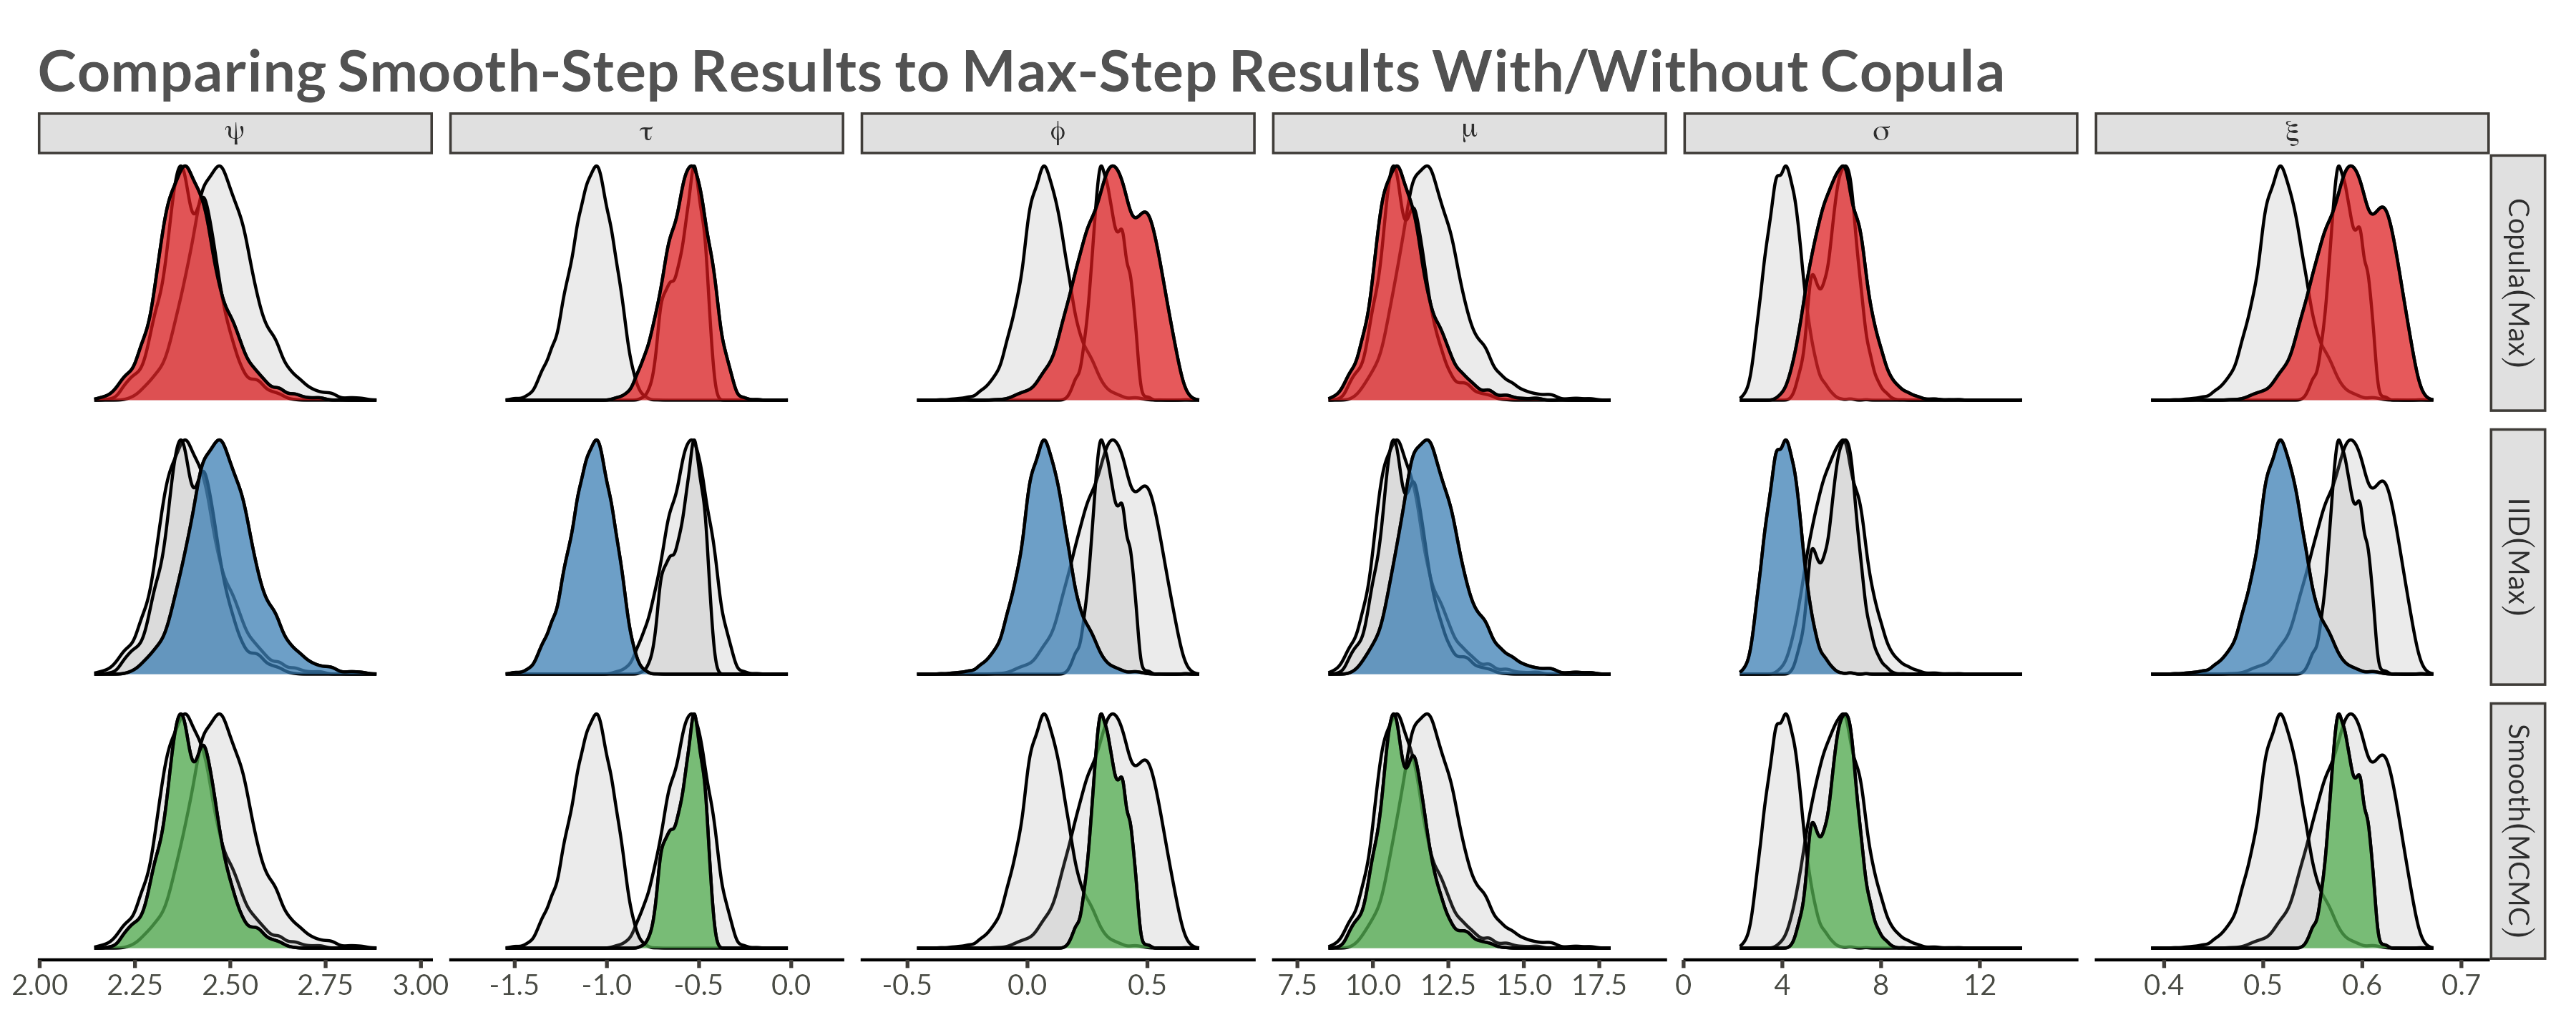 Comparing Smooth-Step Results to Max-Step Results With/Without Copula
ψ τ ϕ μ σ ξ
Copula(Max)
IID(Max)
Smooth(MCMC)
2.00 2.25 2.50 2.75 3.00 -1.5 -1.0 -0.5 0.0 -0.5 0.0 0.5 7.5 10.0 12.5 15.0 17.5 0 4 8 12 0.4 0.5 0.6 0.7